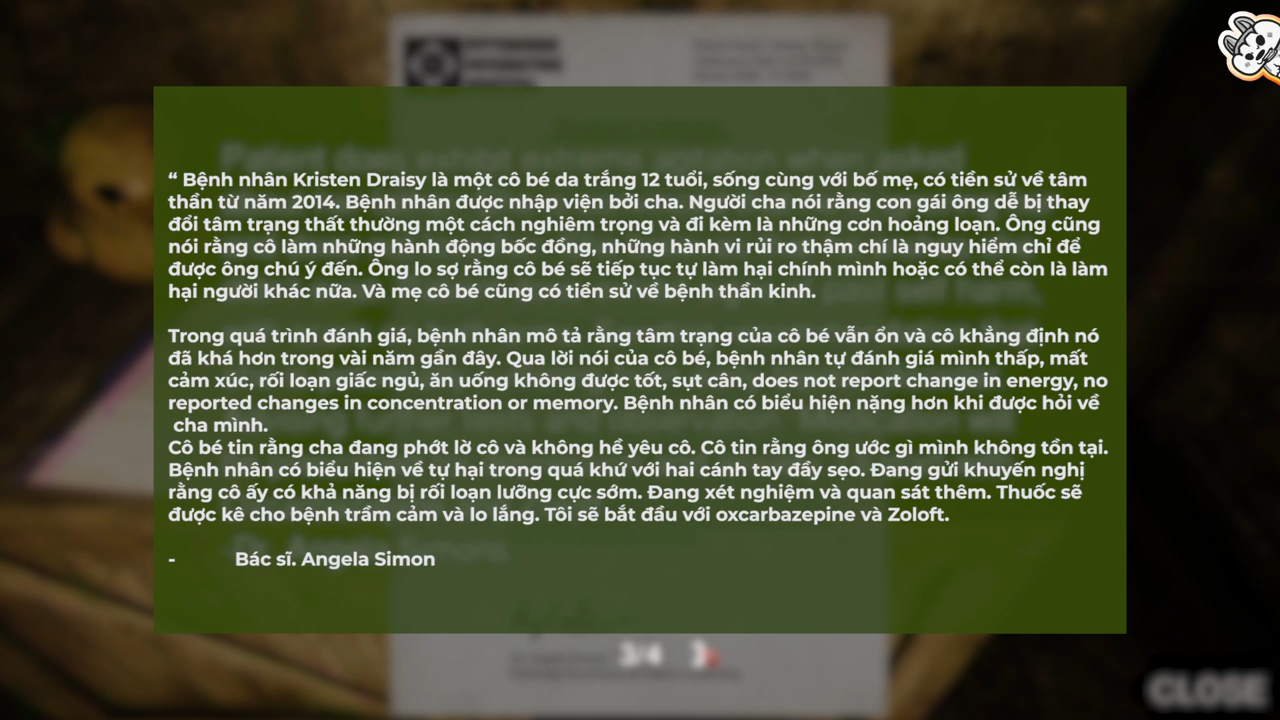 “ Bệnh nhân Kristen Draisy là một cô bé da trắng 12 tuổi, sống cùng với bố mẹ, có tiền sử về tâm
thần từ năm 2014. Bệnh nhân được nhập viện bởi cha. Người cha nói rằng con gái ông dễ bị thay
đổi tâm trạng thất thường một cách nghiêm trọng và đi kèm là những cơn hoảng loạn. Ông cũng
nói rằng cô làm những hành động bốc đồng, những hành vi rủi ro thậm chí là nguy hiểm chỉ để
được ông chú ý đến. Ông lo sợ rằng cô bé sẽ tiếp tục tự làm hại chính mình hoặc có thể còn là làm
hại người khác nữa. Và mẹ cô bé cũng có tiền sử về bệnh thần kinh.
Trong quá trình đánh giá, bệnh nhân mô tả rằng tâm trạng của cô bé vẫn ổn và cô khẳng định nó
đã khá hơn trong vài năm gần đây. Qua lời nói của cô bé, bệnh nhân tự đánh giá mình thấp, mất
cảm xúc, rối loạn giấc ngủ, ăn uống không được tốt, sụt cân, does not report change in energy, no
reported changes in concentration or memory. Bệnh nhân có biểu hiện nặng hơn khi được hỏi về
cha mình.
Cô bé tin rằng cha đang phớt lờ cô và không hề yêu cô. Cô tin rằng ông ước gì mình không tồn tại.
Bệnh nhân có biểu hiện về tự hại trong quá khứ với hai cánh tay đầy sẹo. Đang gửi khuyến nghị
rằng cô ấy có khả năng bị rối loạn lưỡng cực sớm. Đang xét nghiệm và quan sát thêm. Thuốc sẽ
được kê cho bệnh trầm cảm và lo lắng. Tôi sẽ bắt đầu với oxcarbazepine và Zoloft.
- Bác sĩ. Angela Simon
3/4
CLOSE